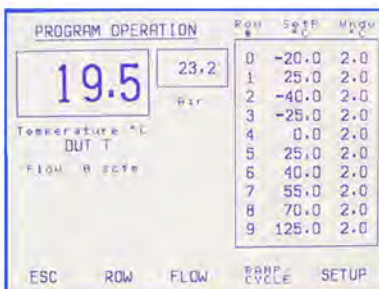 PROGRAM OPERATION
19.5
23.2
Air
Temperature °C
DUT T
Flow 8 scfm
Row # SetP °C Wndw °C
0 -20.0 2.0
1 25.0 2.0
2 -40.0 2.0
3 -25.0 2.0
4 0.0 2.0
5 25.0 2.0
6 40.0 2.0
7 55.0 2.0
8 70.0 2.0
9 125.0 2.0
ESC ROW FLOW RAMP CYCLE SETUP